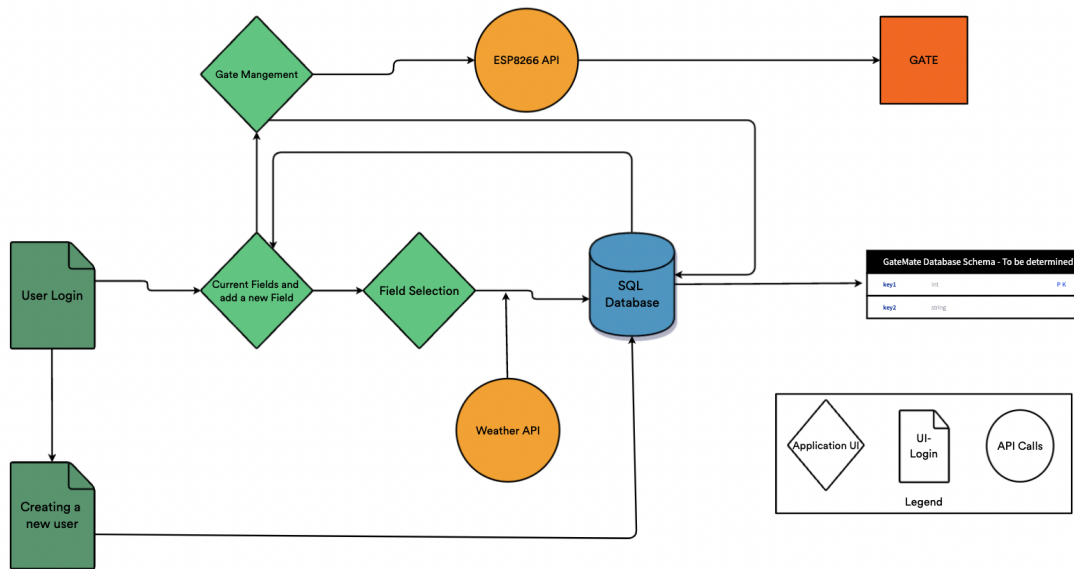 Gate Mangement
ESP8266 API
GATE
User Login
Current Fields and
add a new Field
Field Selection
SQL
Database
GateMate Database Schema - To be determined
key1 int PK
key2 string
Weather API
Creating a
new user
Application UI
UI-
Login
API Calls
Legend